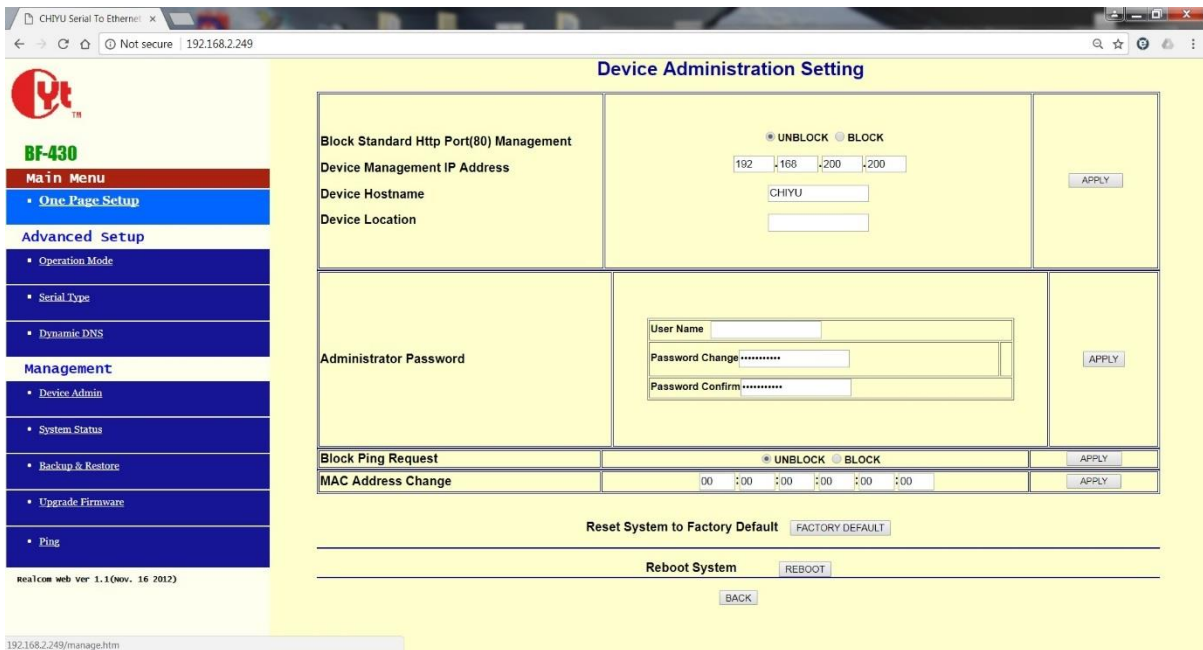 CHIYU Serial To Ethernet
Not secure | 192.168.2.249
CYt
TM
BF-430
Main Menu
One Page Setup
Advanced Setup
Operation Mode
Serial Type
Dynamic DNS
Management
Device Admin
System Status
Backup & Restore
Upgrade Firmware
Ping
Realcom Web Ver 1.1(Nov. 16 2012)
Device Administration Setting
Block Standard Http Port(80) Management UNBLOCK BLOCK
Device Management IP Address 192 .168 .200 .200
Device Hostname CHIYU
Device Location
APPLY
Administrator Password
User Name
Password Change •••••••••••
Password Confirm •••••••••••
APPLY
Block Ping Request UNBLOCK BLOCK APPLY
MAC Address Change 00 :00 :00 :00 :00 :00 APPLY
Reset System to Factory Default FACTORY DEFAULT
Reboot System REBOOT
BACK
192.168.2.249/manage.htm